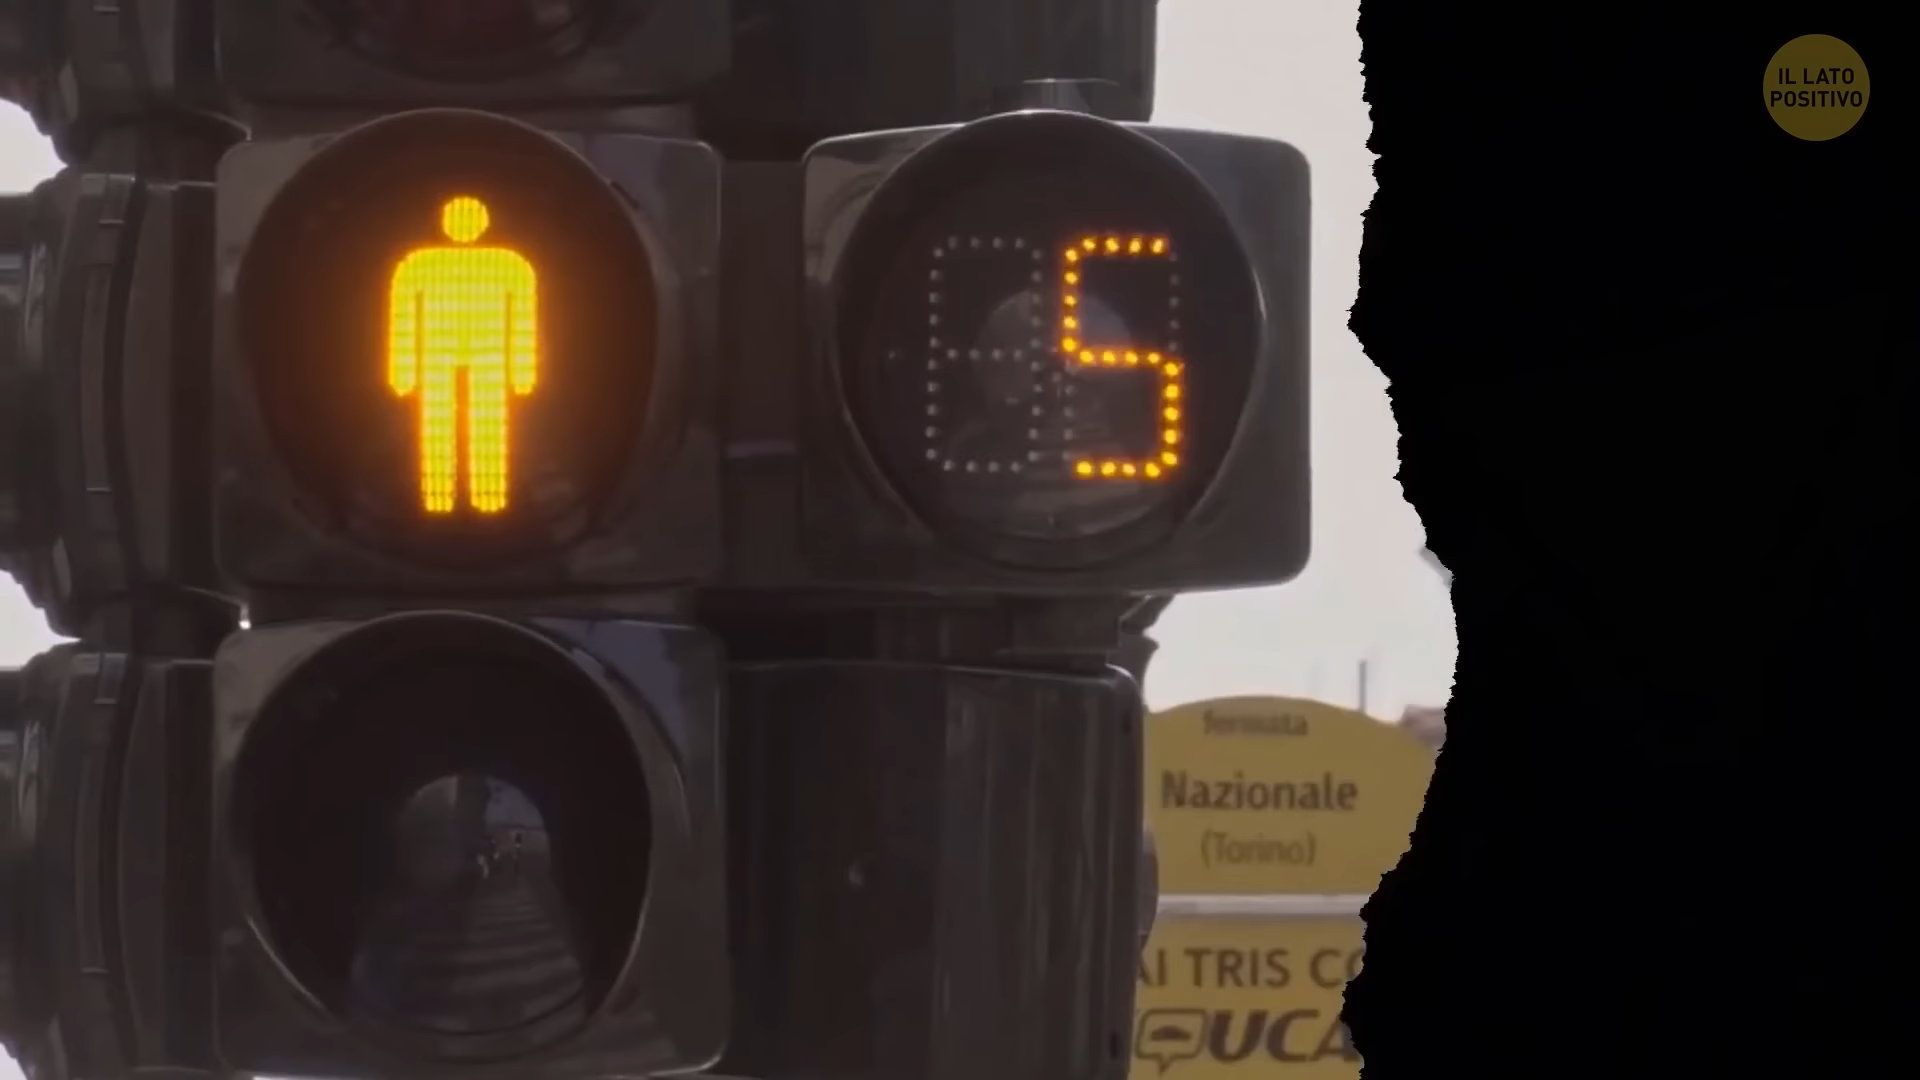 IL LATO
POSITIVO
5
fermata
Nazionale
(Torino)
AI TRIS CO
UCA